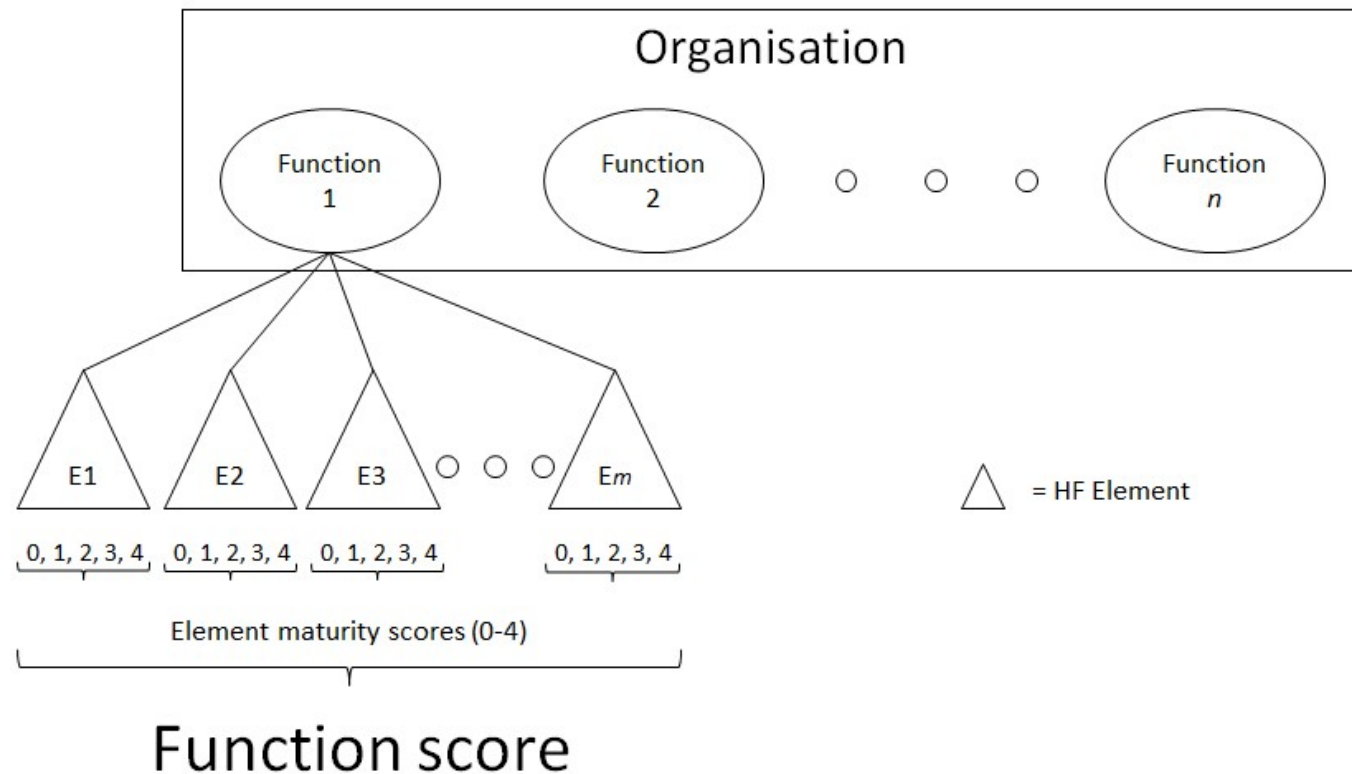 Organisation
Function
1
Function
2
Function
n
E1
E2
E3
Em
= HF Element
0, 1, 2, 3, 4
0, 1, 2, 3, 4
0, 1, 2, 3, 4
0, 1, 2, 3, 4
Element maturity scores (0-4)
Function score